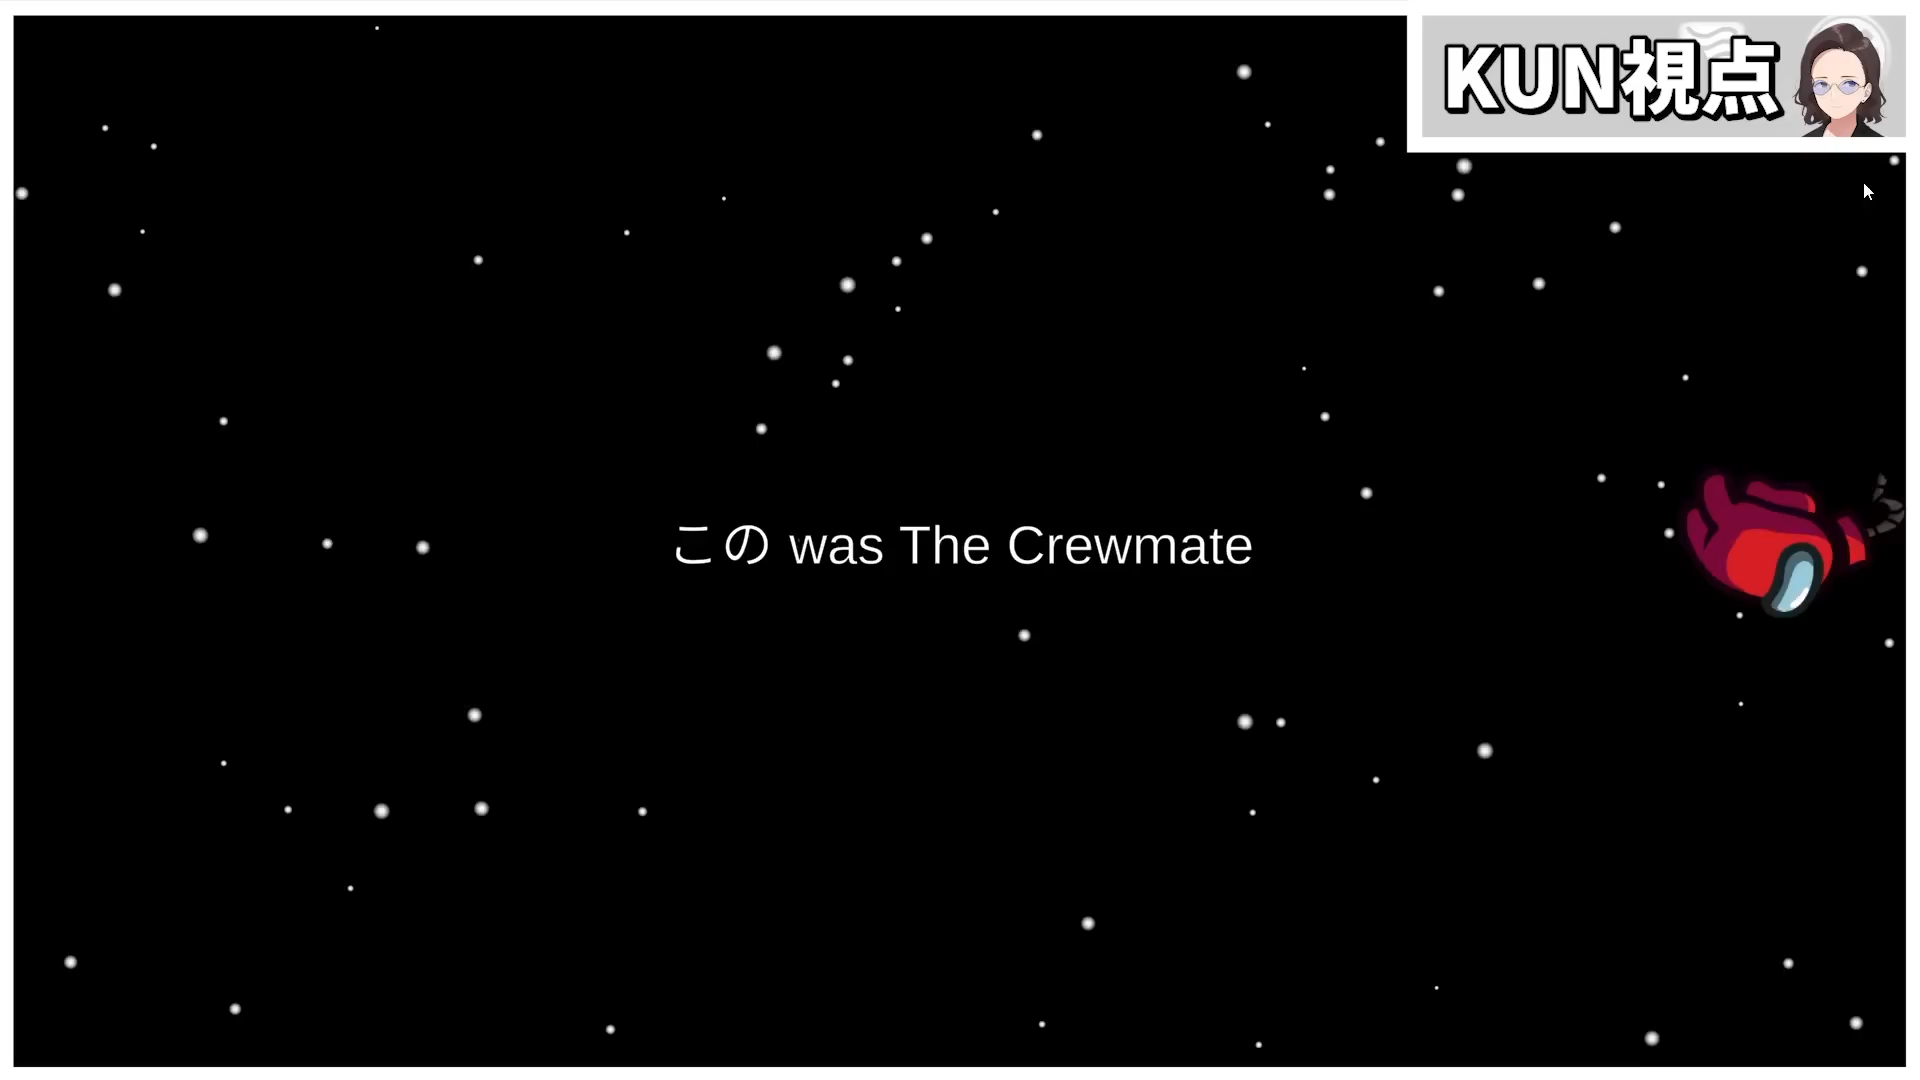 KUN視点
この was The Crewmate